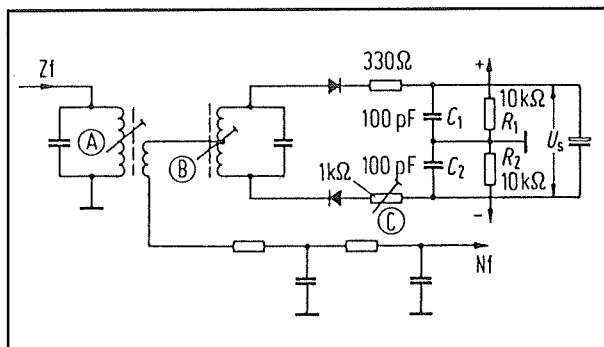 Zf
330Ω
+
A
B
100 pF
C₁
10kΩ
R₁
Uₛ
1kΩ
100 pF
C₂
R₂
10kΩ
C
−
Nf